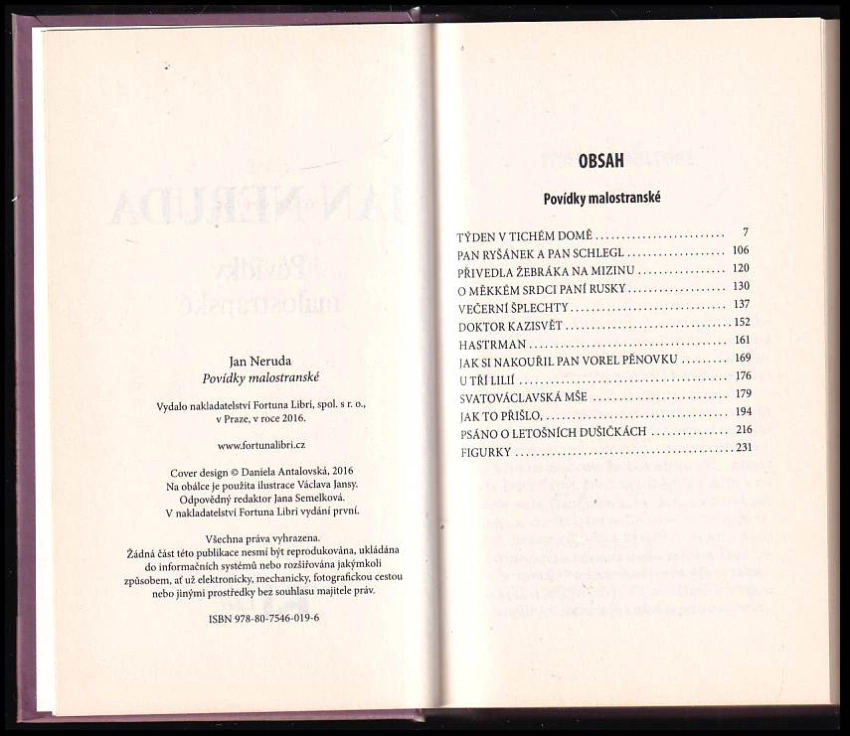 Jan Neruda
Povídky malostranské
Vydalo nakladatelství Fortuna Libri, spol. s r. o.,
v Praze, v roce 2016.
www.fortunalibri.cz
Cover design © Daniela Antalovská, 2016
Na obálce je použita ilustrace Václava Jansy.
Odpovědný redaktor Jana Semelková.
V nakladatelství Fortuna Libri vydání první.
Všechna práva vyhrazena.
Žádná část této publikace nesmí být reprodukována, ukládána
do informačních systémů nebo rozšiřována jakýmkoli
způsobem, ať už elektronicky, mechanicky, fotografickou cestou
nebo jinými prostředky bez souhlasu majitele práv.
ISBN 978-80-7546-019-6
OBSAH
Povídky malostranské
TÝDEN V TICHÉM DOMĚ ........................ 7
PAN RYŠÁNEK A PAN SCHLEGL .................. 106
PŘIVEDLA ŽEBRÁKA NA MIZINU ................ 120
O MĚKKÉM SRDCI PANÍ RUSKY .................. 130
VEČERNÍ ŠPLECHTY ........................... 137
DOKTOR KAZISVĚT ............................ 152
HASTRMAN .................................. 161
JAK SI NAKOUŘIL PAN VOREL PĚNOVKU ........ 169
U TŘÍ LILIÍ .................................... 176
SVATOVÁCLAVSKÁ MŠE ....................... 179
JAK TO PŘIŠLO, ................................ 194
PSÁNO O LETOŠNÍCH DUŠIČKÁCH ............. 216
FIGURKY ..................................... 231